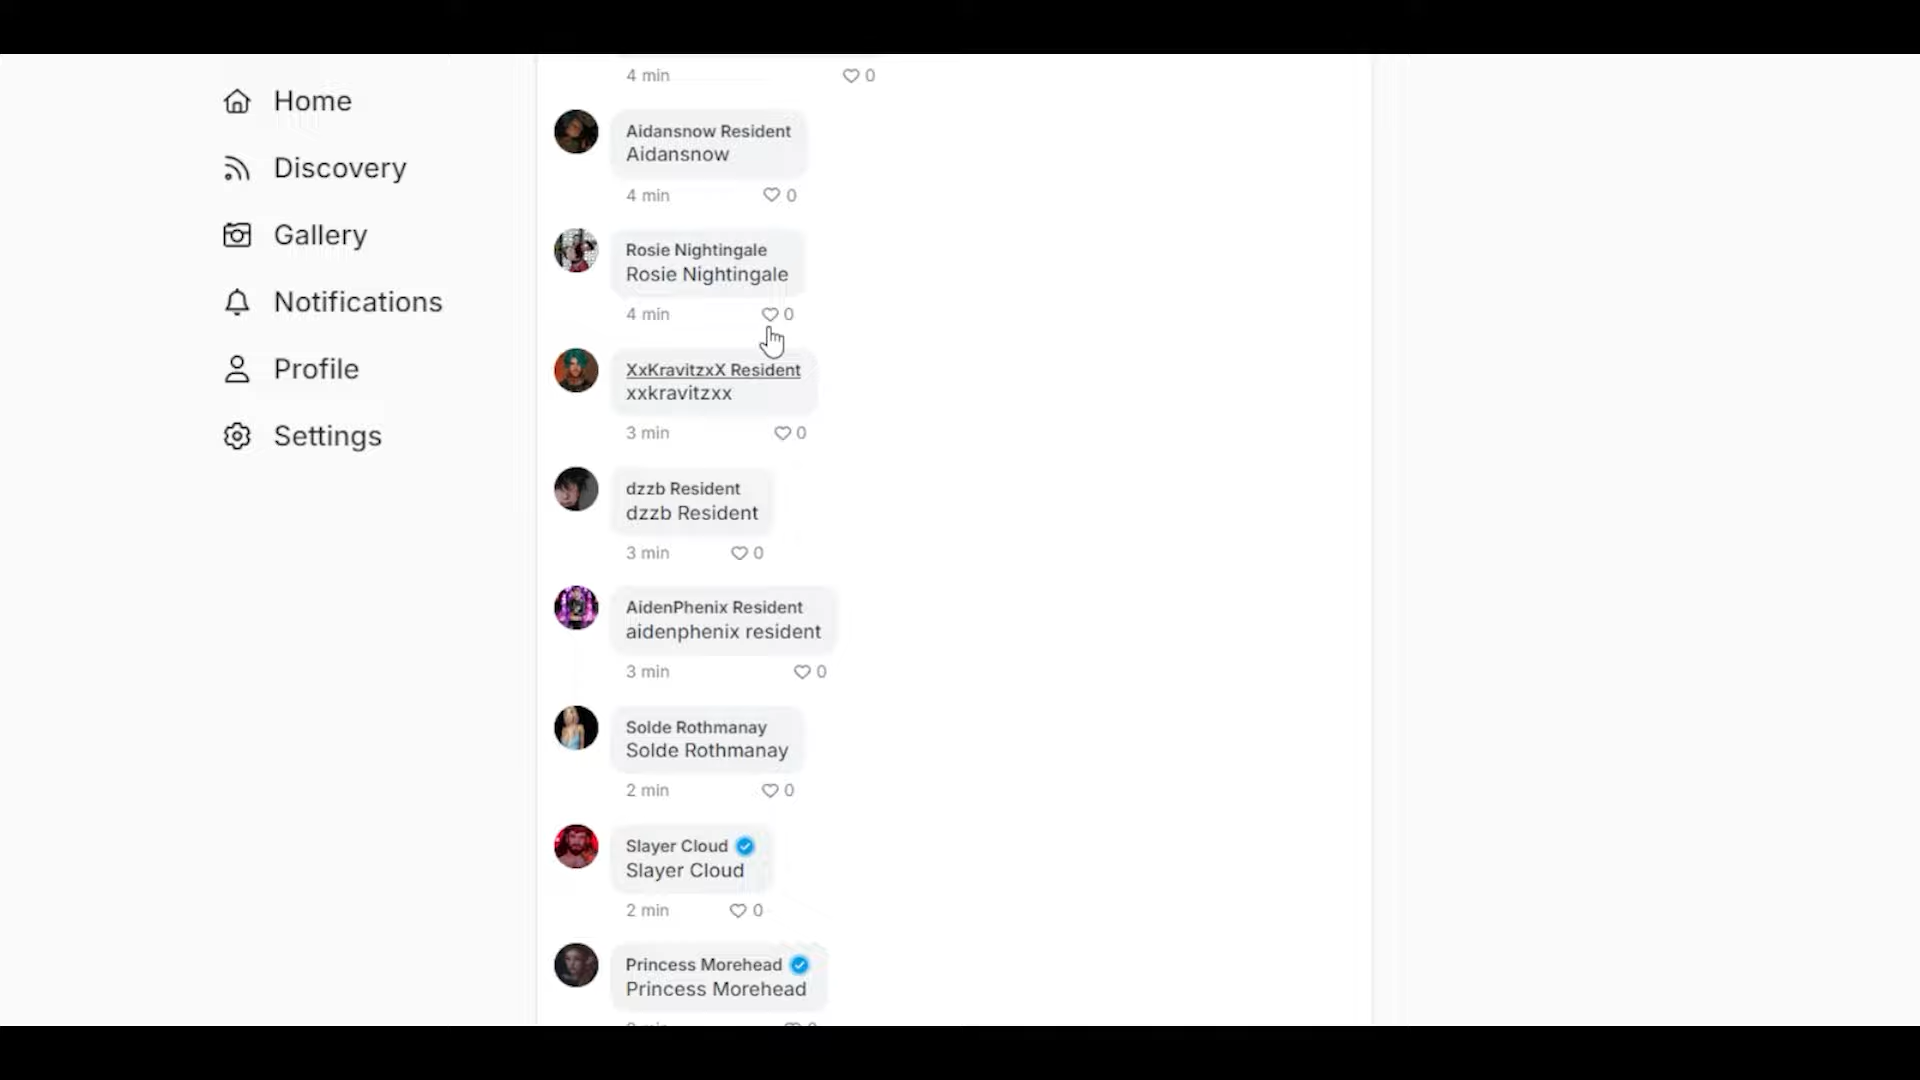 Home
Discovery
Gallery
Notifications
Profile
Settings
4 min 0
Aidansnow Resident
Aidansnow
4 min 0
Rosie Nightingale
Rosie Nightingale
4 min 0
XxKravitzxX Resident
xxkravitzxx
3 min 0
dzzb Resident
dzzb Resident
3 min 0
AidenPhenix Resident
aidenphenix resident
3 min 0
Solde Rothmanay
Solde Rothmanay
2 min 0
Slayer Cloud
Slayer Cloud
2 min 0
Princess Morehead
Princess Morehead